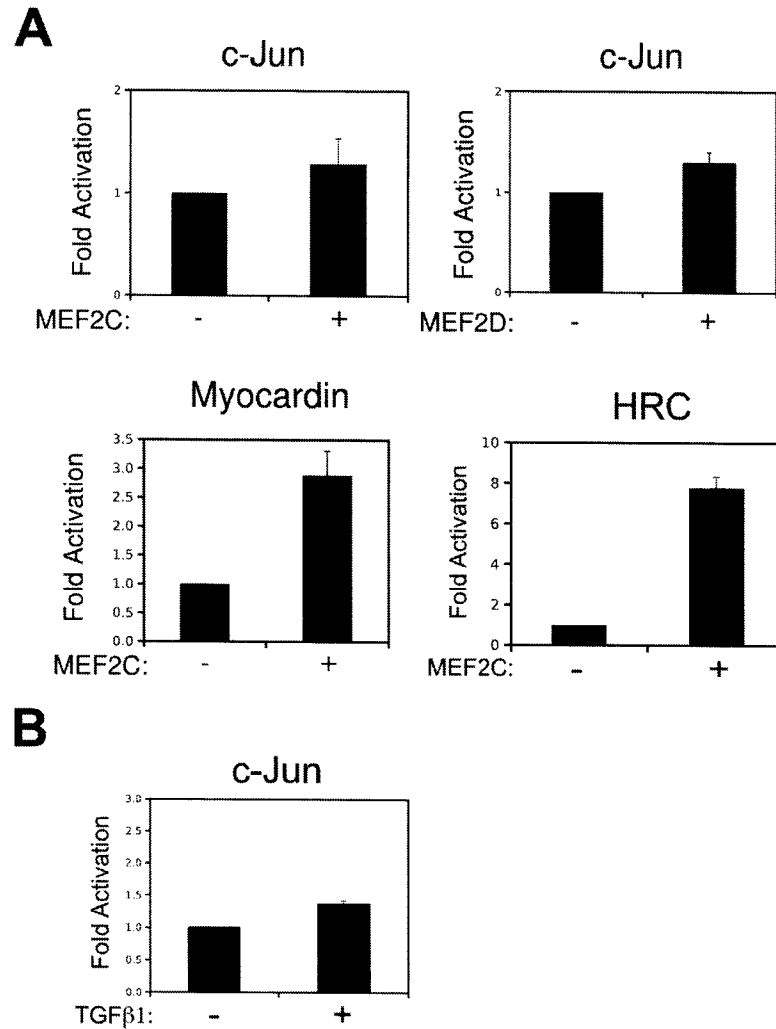 A
c-Jun
Fold Activation
2
1
0
MEF2C: - +
c-Jun
Fold Activation
2
1
0
MEF2D: - +
Myocardin
Fold Activation
3.5
3.0
2.5
2.0
1.5
1.0
0.5
0.0
MEF2C: - +
HRC
Fold Activation
10
8
6
4
2
0
MEF2C: - +
B
c-Jun
Fold Activation
3.0
2.5
2.0
1.5
1.0
0.5
0.0
TGFβ1: - +